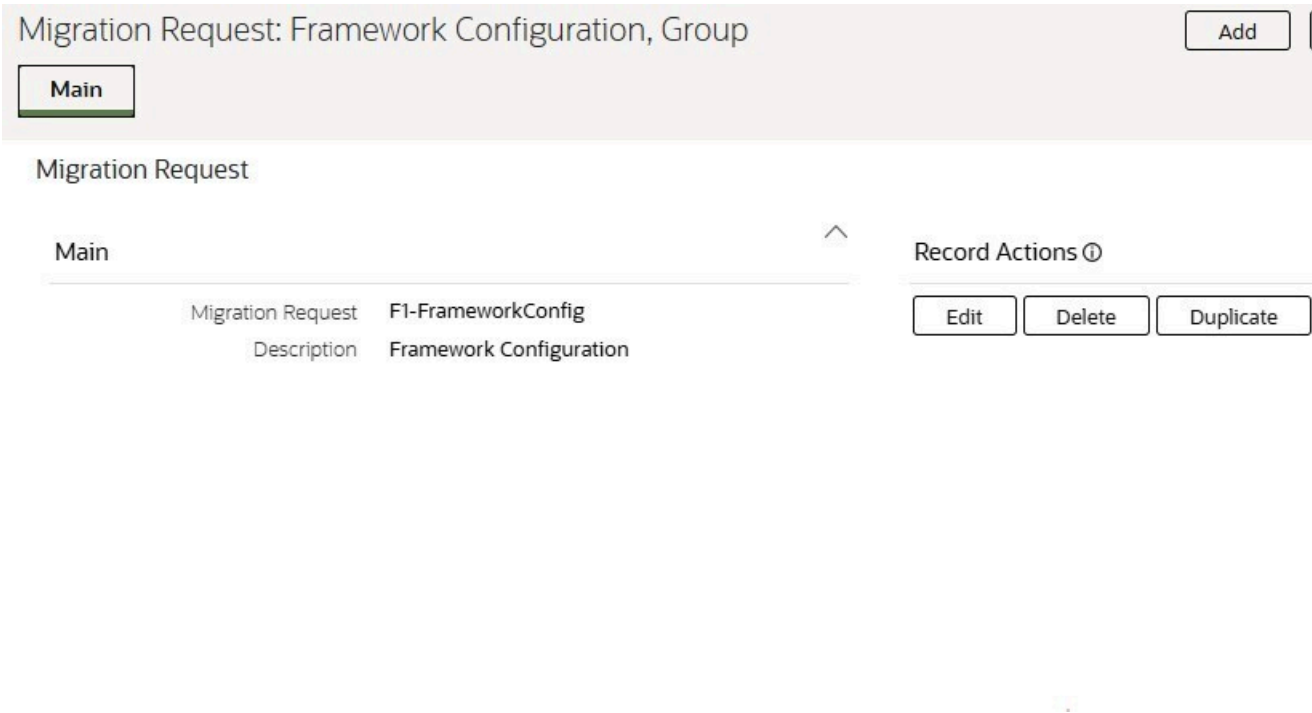 Migration Request: Framework Configuration, Group
Add
Main
Migration Request
Main
Record Actions
Migration Request F1-FrameworkConfig
Edit Delete Duplicate
Description Framework Configuration